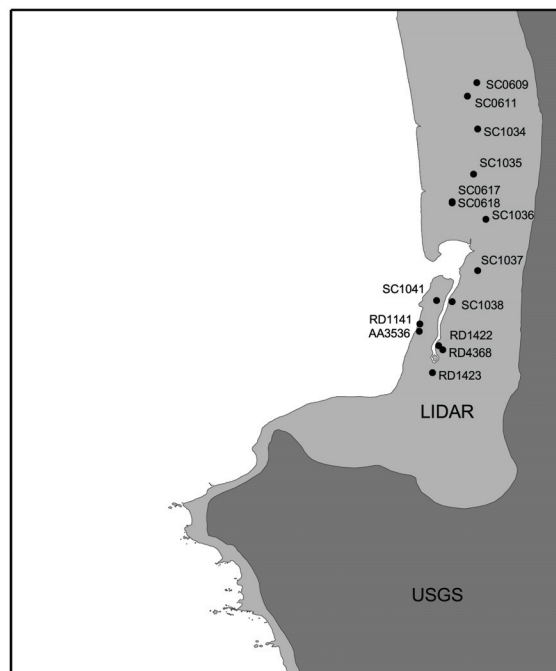 SC0609
SC0611
SC1034
SC1035
SC0617
SC0618
SC1036
SC1037
SC1041
SC1038
RD1141
AA3536
RD1422
RD4368
RD1423
LIDAR
USGS